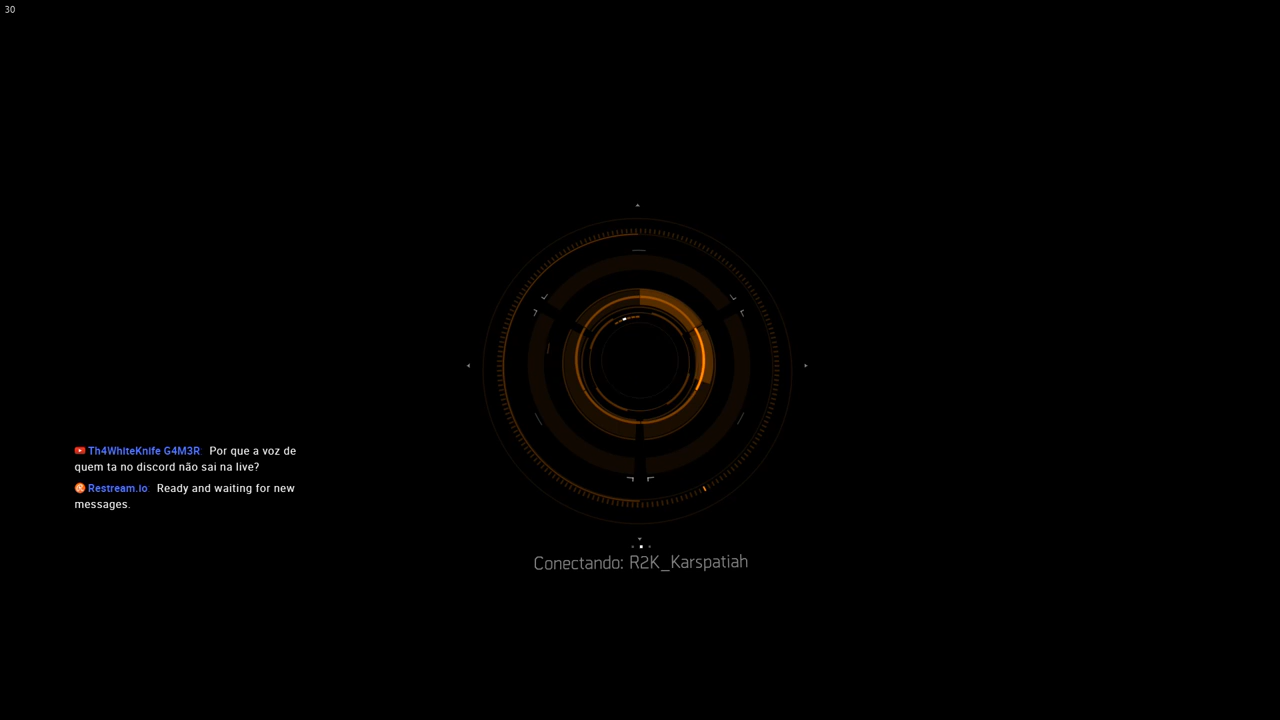 30
Th4WhiteKnife G4M3R: Por que a voz de
quem ta no discord não sai na live?
Restream.io: Ready and waiting for new
messages.
Conectando: R2K_Karspatiah